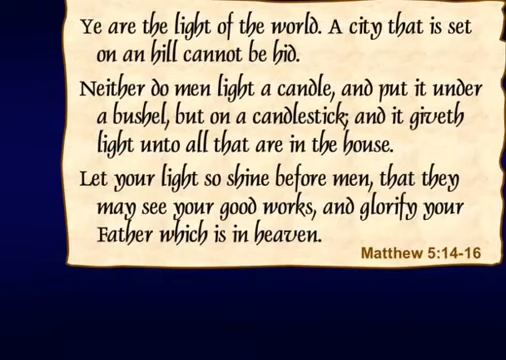 Ye are the light of the world. A city that is set
on an hill cannot be hid.
Neither do men light a candle, and put it under
a bushel, but on a candlestick; and it giveth
light unto all that are in the house.
Let your light so shine before men, that they
may see your good works, and glorify your
Father which is in heaven.
Matthew 5:14-16